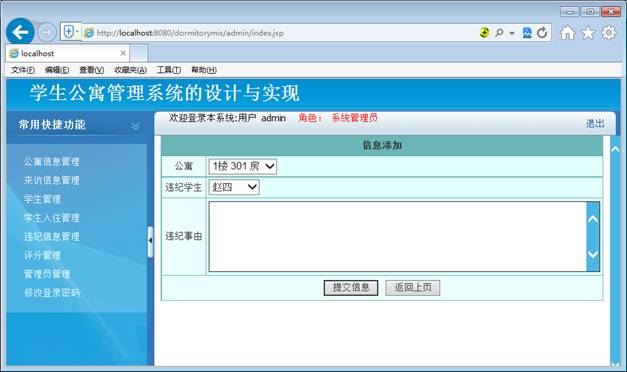 http://localhost:8080/dormitorymis/admin/index.jsp
localhost
文件(F) 编辑(E) 查看(V) 收藏夹(A) 工具(T) 帮助(H)
学生公寓管理系统的设计与实现
常用快捷功能
欢迎登录本系统:用户 admin 角色： 系统管理员
退出
公寓信息管理
来访信息管理
学生管理
学生入住管理
违纪信息管理
评分管理
管理员管理
修改登录密码
信息添加
公寓 1楼 301 房
违纪学生 赵四
违纪事由
提交信息 返回上页